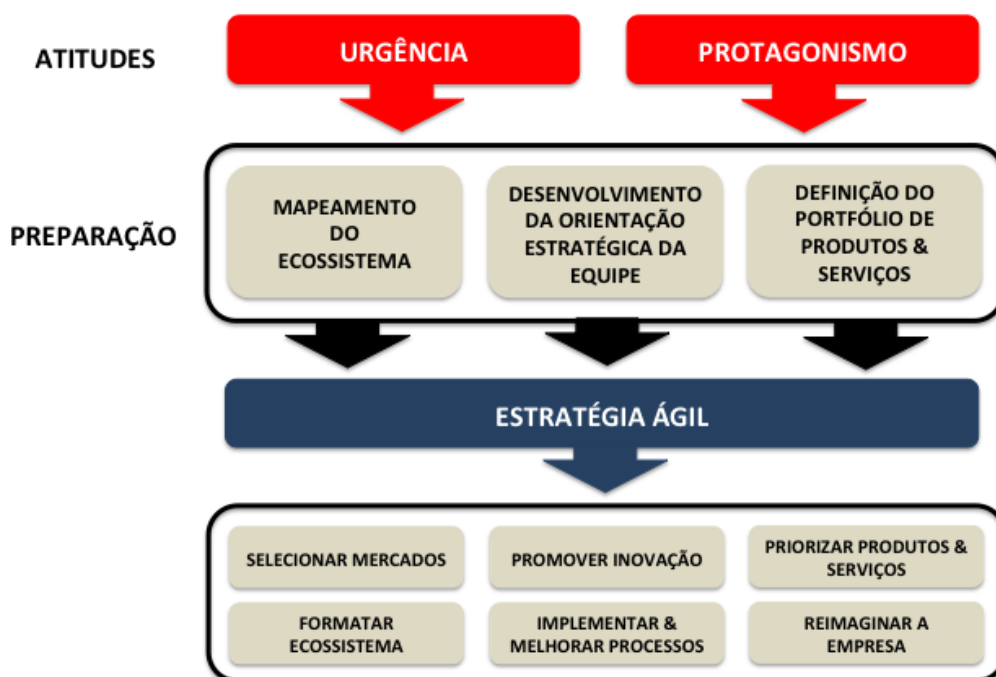 ATITUDES
URGÊNCIA
PROTAGONISMO
PREPARAÇÃO
MAPEAMENTO
DO
ECOSSISTEMA
DESENVOLVIMENTO
DA ORIENTAÇÃO
ESTRATÉGICA DA
EQUIPE
DEFINIÇÃO DO
PORTFÓLIO DE
PRODUTOS &
SERVIÇOS
ESTRATÉGIA ÁGIL
SELECIONAR MERCADOS
PROMOVER INOVAÇÃO
PRIORIZAR PRODUTOS &
SERVIÇOS
FORMATAR
ECOSSISTEMA
IMPLEMENTAR &
MELHORAR PROCESSOS
REIMAGINAR A
EMPRESA